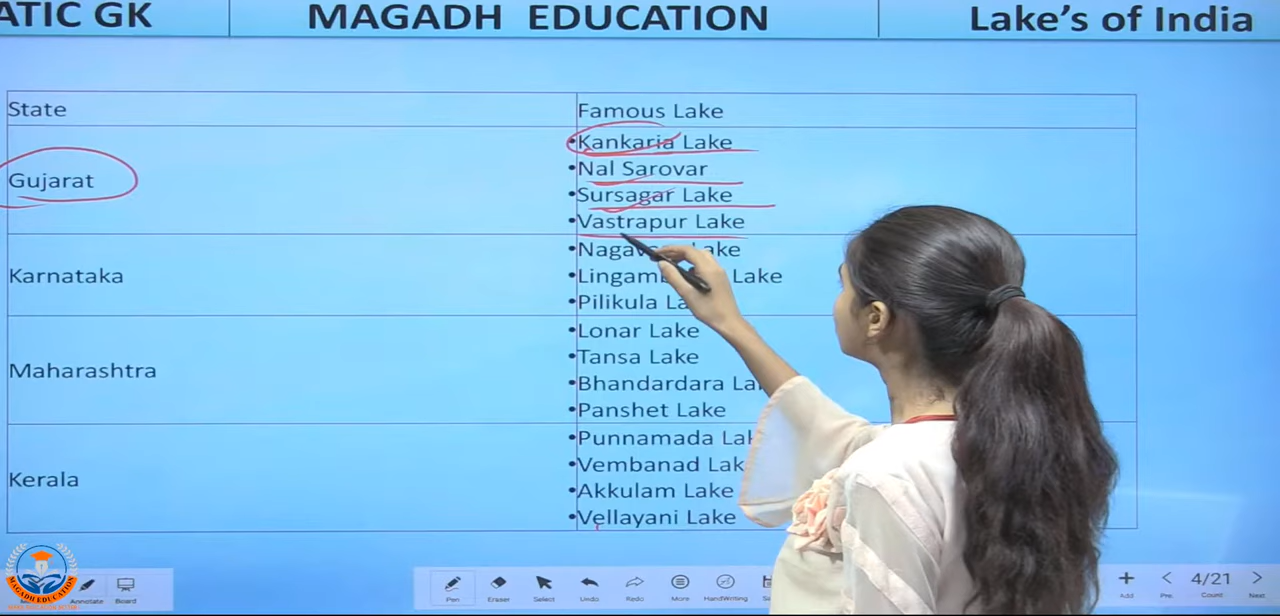 ATIC GK
MAGADH EDUCATION
Lake's of India
State
Famous Lake
Gujarat
•Kankaria Lake
•Nal Sarovar
•Sursagar Lake
•Vastrapur Lake
Karnataka
Lake
Lake
•Pilikula
Maharashtra
•Lonar Lake
•Tansa Lake
•Bhandardara
•Panshet Lake
Kerala
•Punnamada
•Vembanad
•Akkulam Lake
•Vellayani Lake
MAGADH EDUCATION
Annotate
Board
Pen
Eraser
Select
Undo
Redo
More
HandWriting
Add
Pre.
4/21
Count
Next